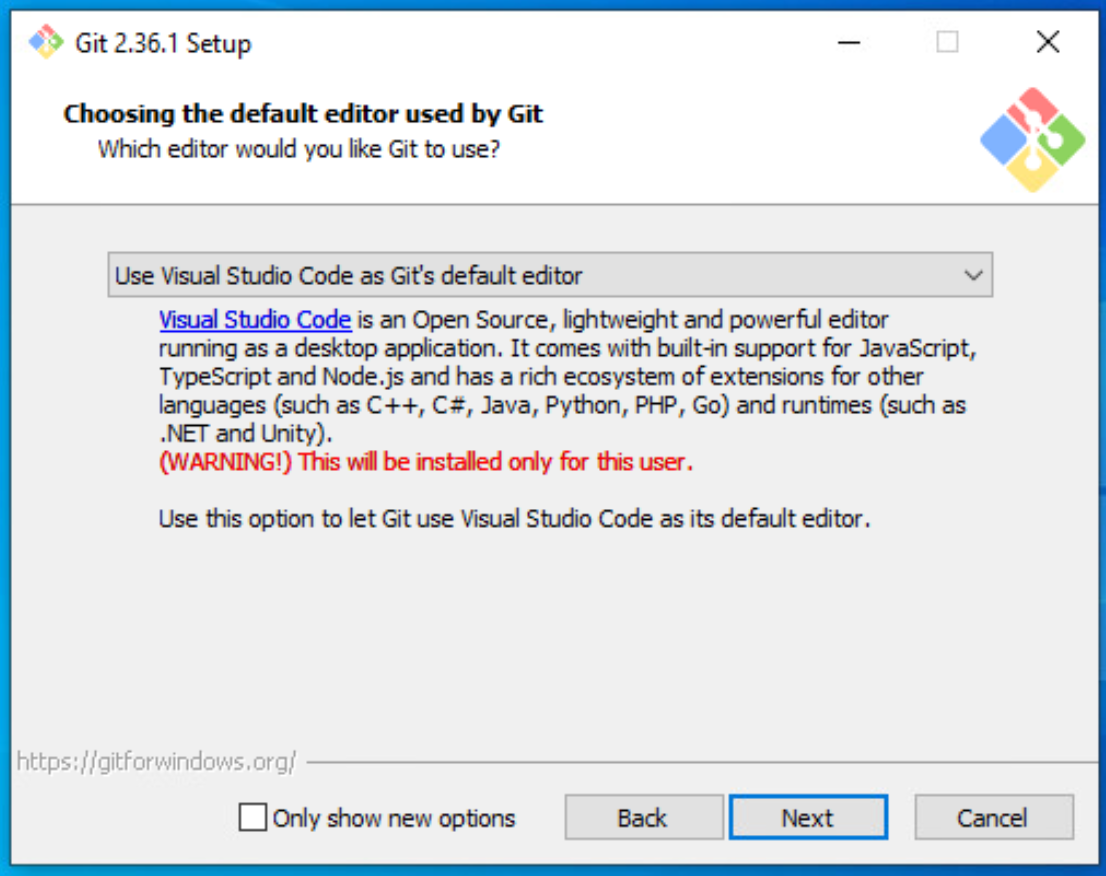 Git 2.36.1 Setup
Choosing the default editor used by Git
Which editor would you like Git to use?
Use Visual Studio Code as Git's default editor
Visual Studio Code is an Open Source, lightweight and powerful editor
running as a desktop application. It comes with built-in support for JavaScript,
TypeScript and Node.js and has a rich ecosystem of extensions for other
languages (such as C++, C#, Java, Python, PHP, Go) and runtimes (such as
.NET and Unity).
(WARNING!) This will be installed only for this user.
Use this option to let Git use Visual Studio Code as its default editor.
https://gitforwindows.org/
Only show new options
Back
Next
Cancel